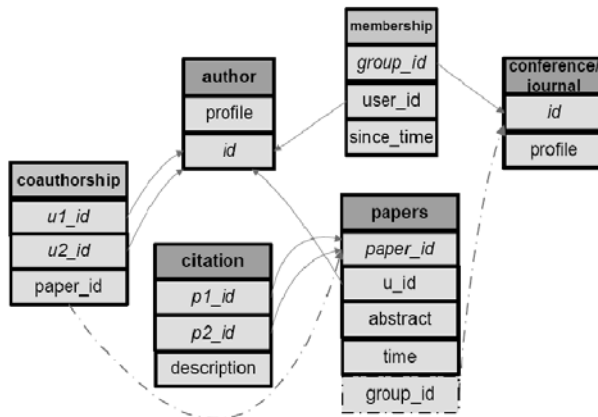 membership
group_id
user_id
since_time
author
profile
id
conference/
journal
id
profile
coauthorship
u1_id
u2_id
paper_id
citation
p1_id
p2_id
description
papers
paper_id
u_id
abstract
time
group_id